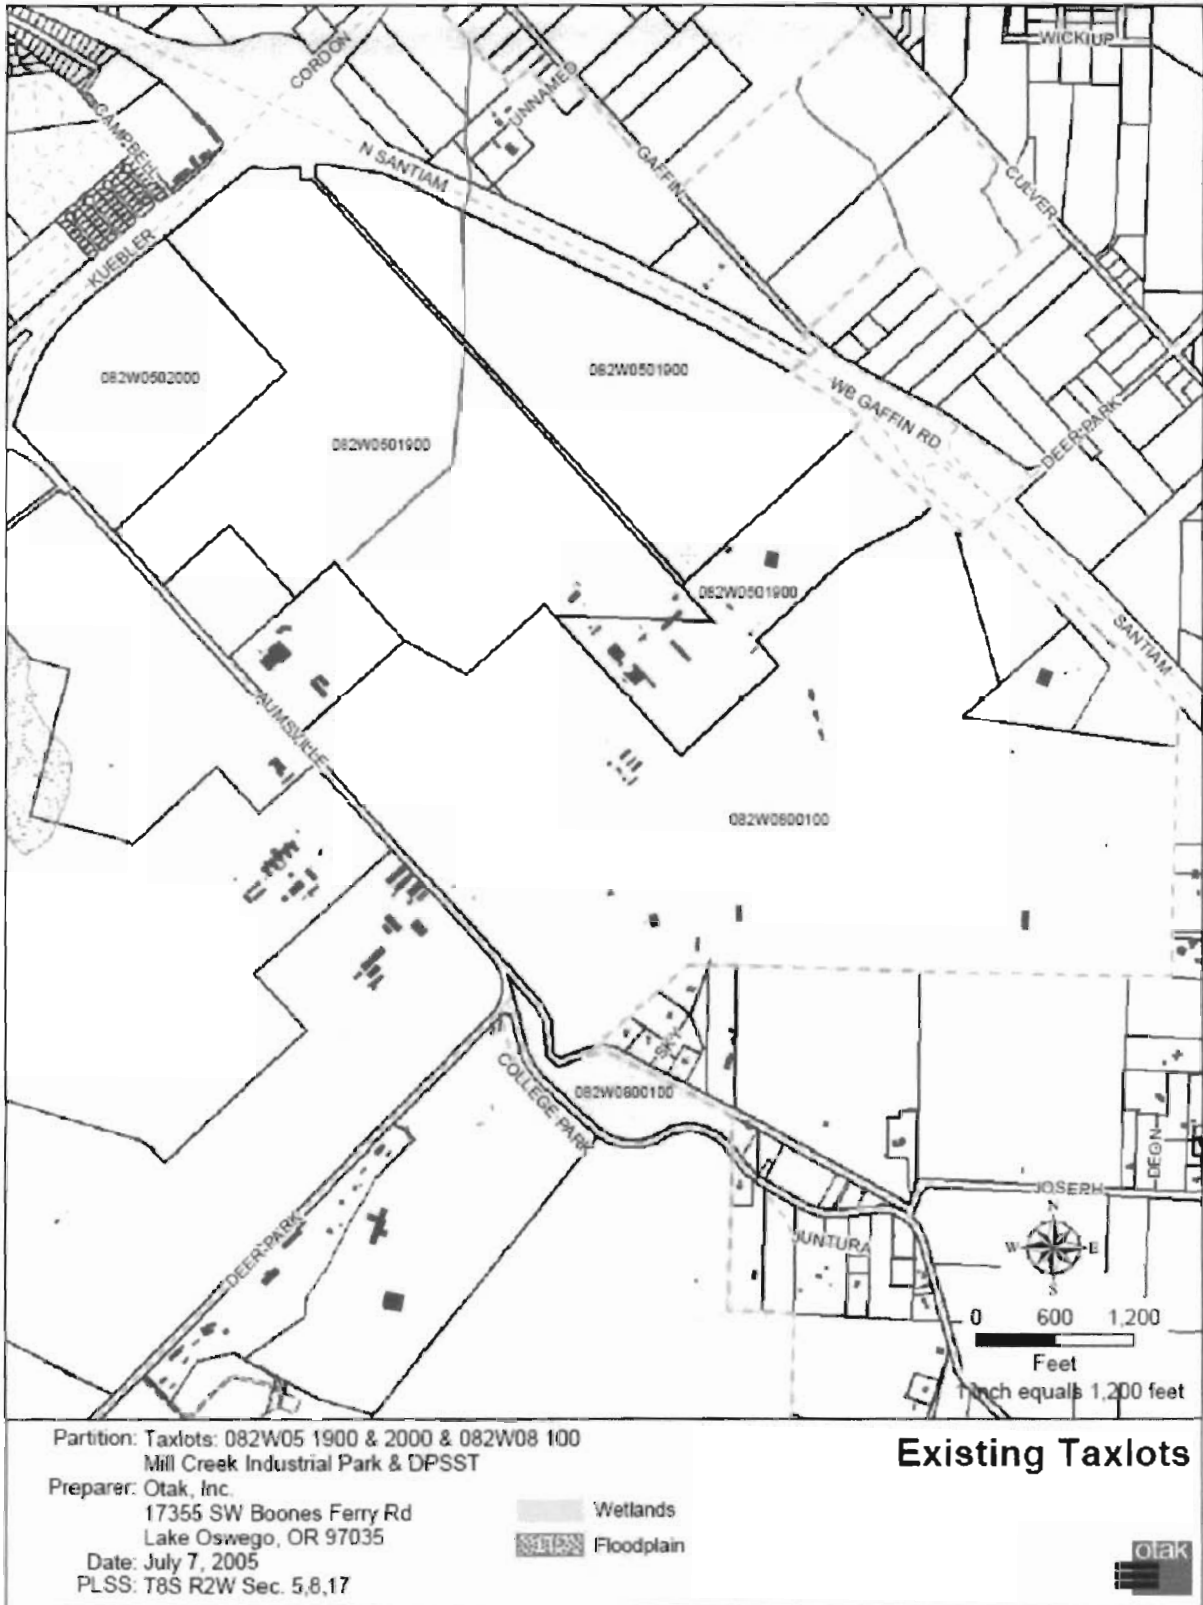 WICKIUP
CORDON
UNNAMED
CAMPBELL
N SANTIAM
GAFFIN
CULVER
KUEBLER
082W0502000
082W0501900
082W0501900
WB GAFFIN RD
DEER PARK
082W0501900
SANTIAM
AUMSVILLE
082W0800100
SKY
COLLEGE PARK
082W0800100
DEGN
JOSEPH
N
W E
S
JUNTURA
DEER PARK
0 600 1,200
Feet
1 inch equals 1,200 feet
Partition: Taxlots: 082W05 1900 & 2000 & 082W08 100
Mill Creek Industrial Park & DPSST
Preparer: Otak, Inc.
17355 SW Boones Ferry Rd
Lake Oswego, OR 97035
Date: July 7, 2005
PLSS: T8S R2W Sec. 5,8,17
Existing Taxlots
Wetlands
Floodplain
otak